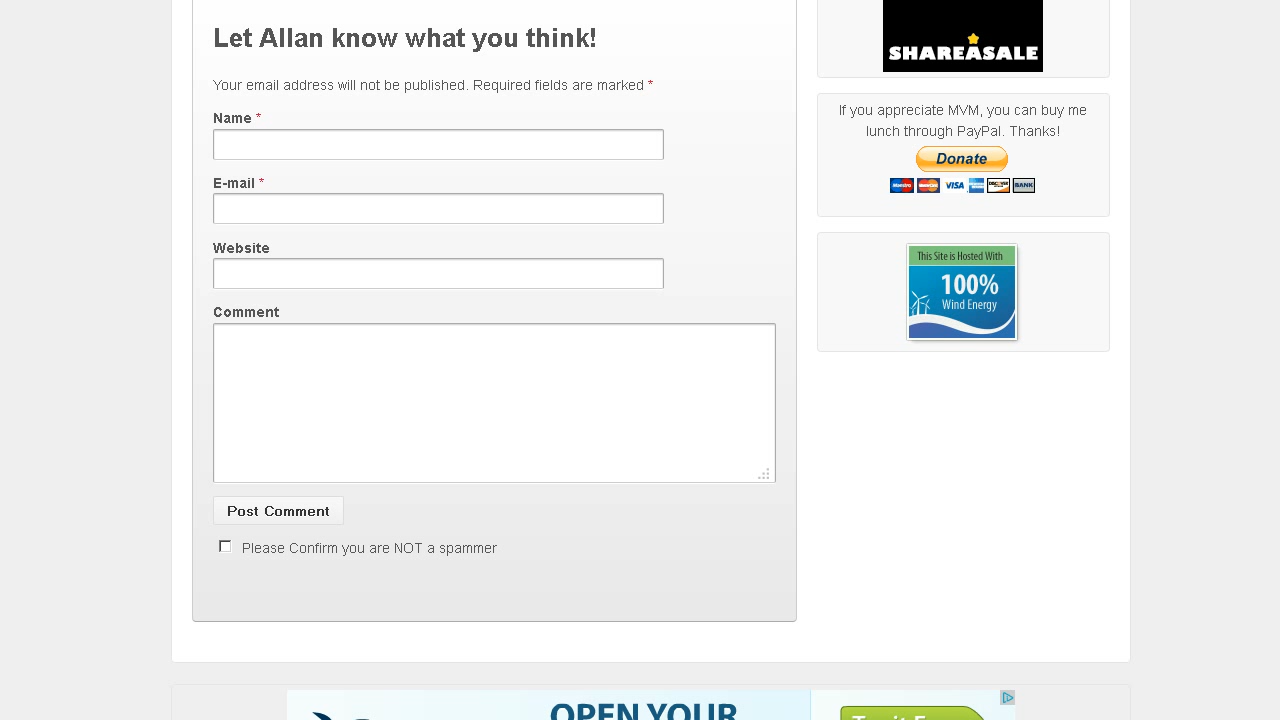 Let Allan know what you think!
Your email address will not be published. Required fields are marked *
Name *
E-mail *
Website
Comment
Post Comment
Please Confirm you are NOT a spammer
SHAREASALE
If you appreciate MVM, you can buy me
lunch through PayPal. Thanks!
Donate
VISA
BANK
This Site is Hosted With
100%
Wind Energy
OPEN YOUR